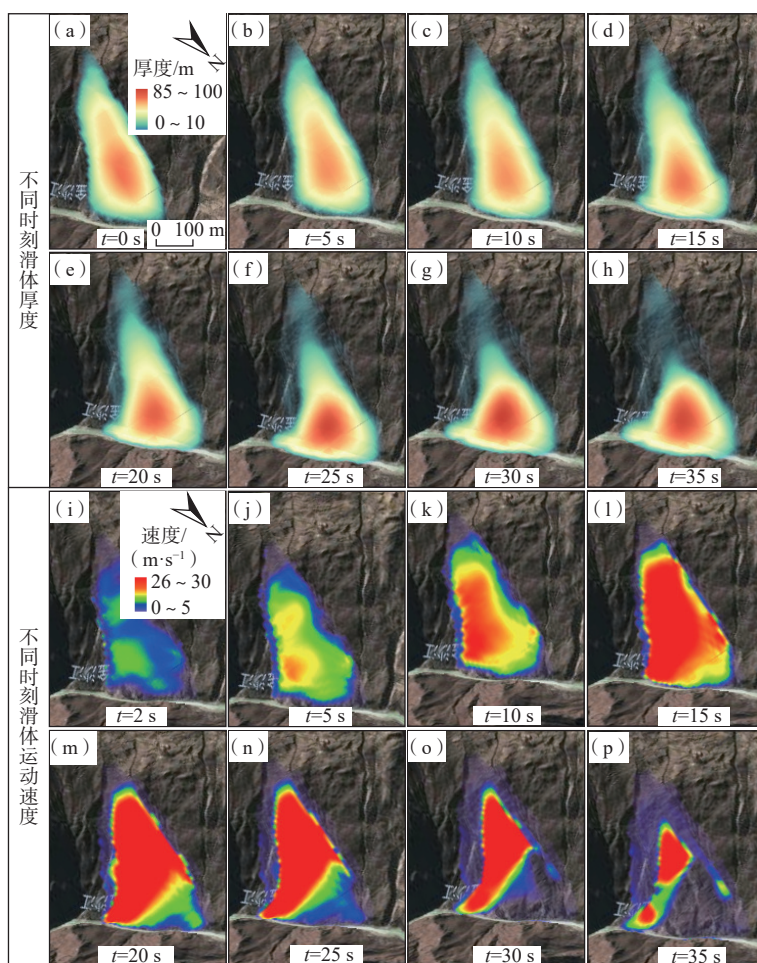 不同时刻滑体厚度
（a）
N
厚度/m
85～100
0～10
0 100 m
t=0 s
（b）
t=5 s
（c）
t=10 s
（d）
t=15 s
（e）
t=20 s
（f）
t=25 s
（g）
t=30 s
（h）
t=35 s
不同时刻滑体运动速度
（i）
N
速度/
（m·s⁻¹）
26～30
0～5
t=2 s
（j）
t=5 s
（k）
t=10 s
（l）
t=15 s
（m）
t=20 s
（n）
t=25 s
（o）
t=30 s
（p）
t=35 s